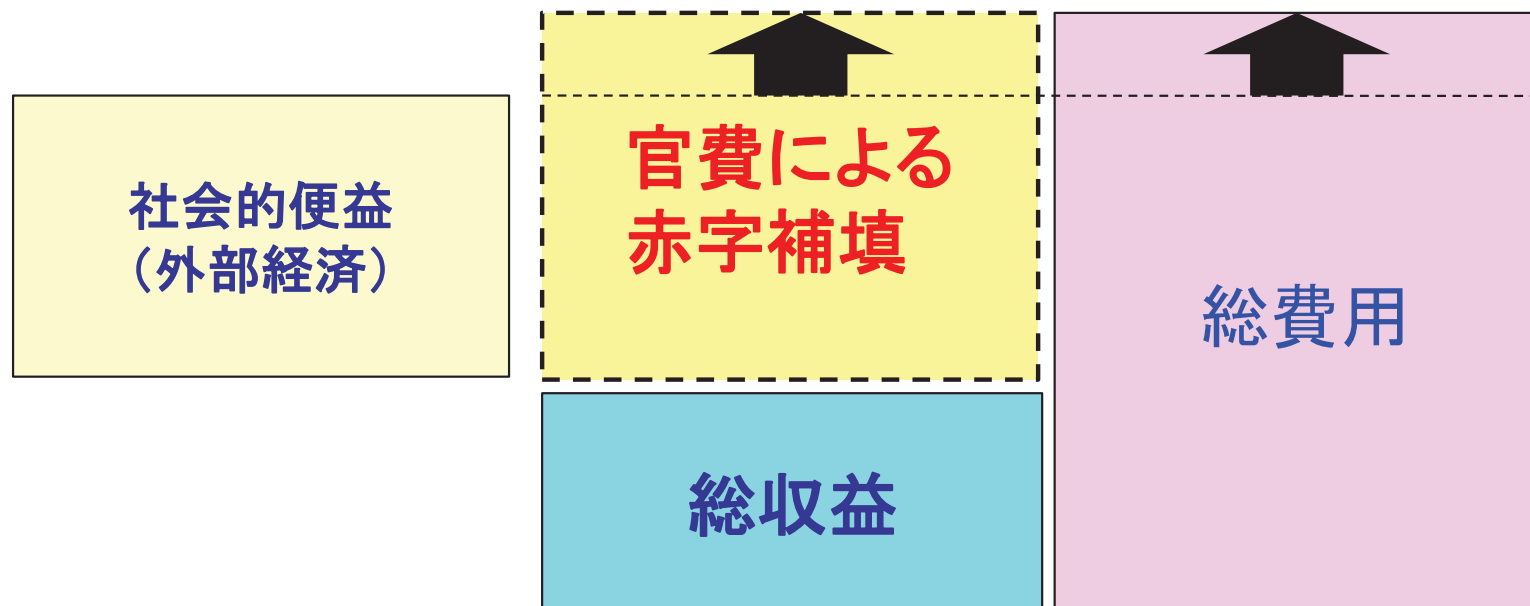 社会的便益
（外部経済）
官費による
赤字補填
総収益
総費用